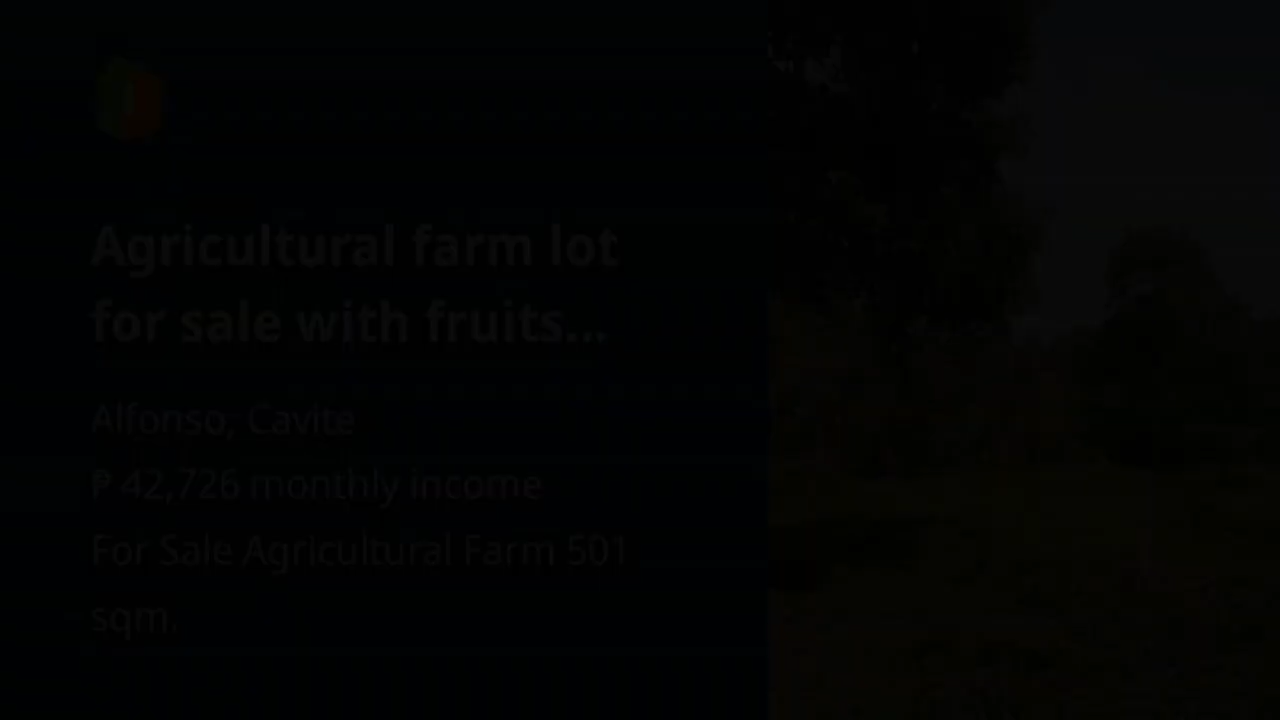 Agricultural farm lot
for sale with fruits...
Alfonso, Cavite
₱ 42,726 monthly income
For Sale Agricultural Farm 501
sqm.